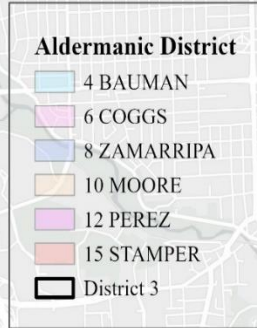 Aldermanic District
4 BAUMAN
6 COGGS
8 ZAMARRIPA
10 MOORE
12 PEREZ
15 STAMPER
District 3